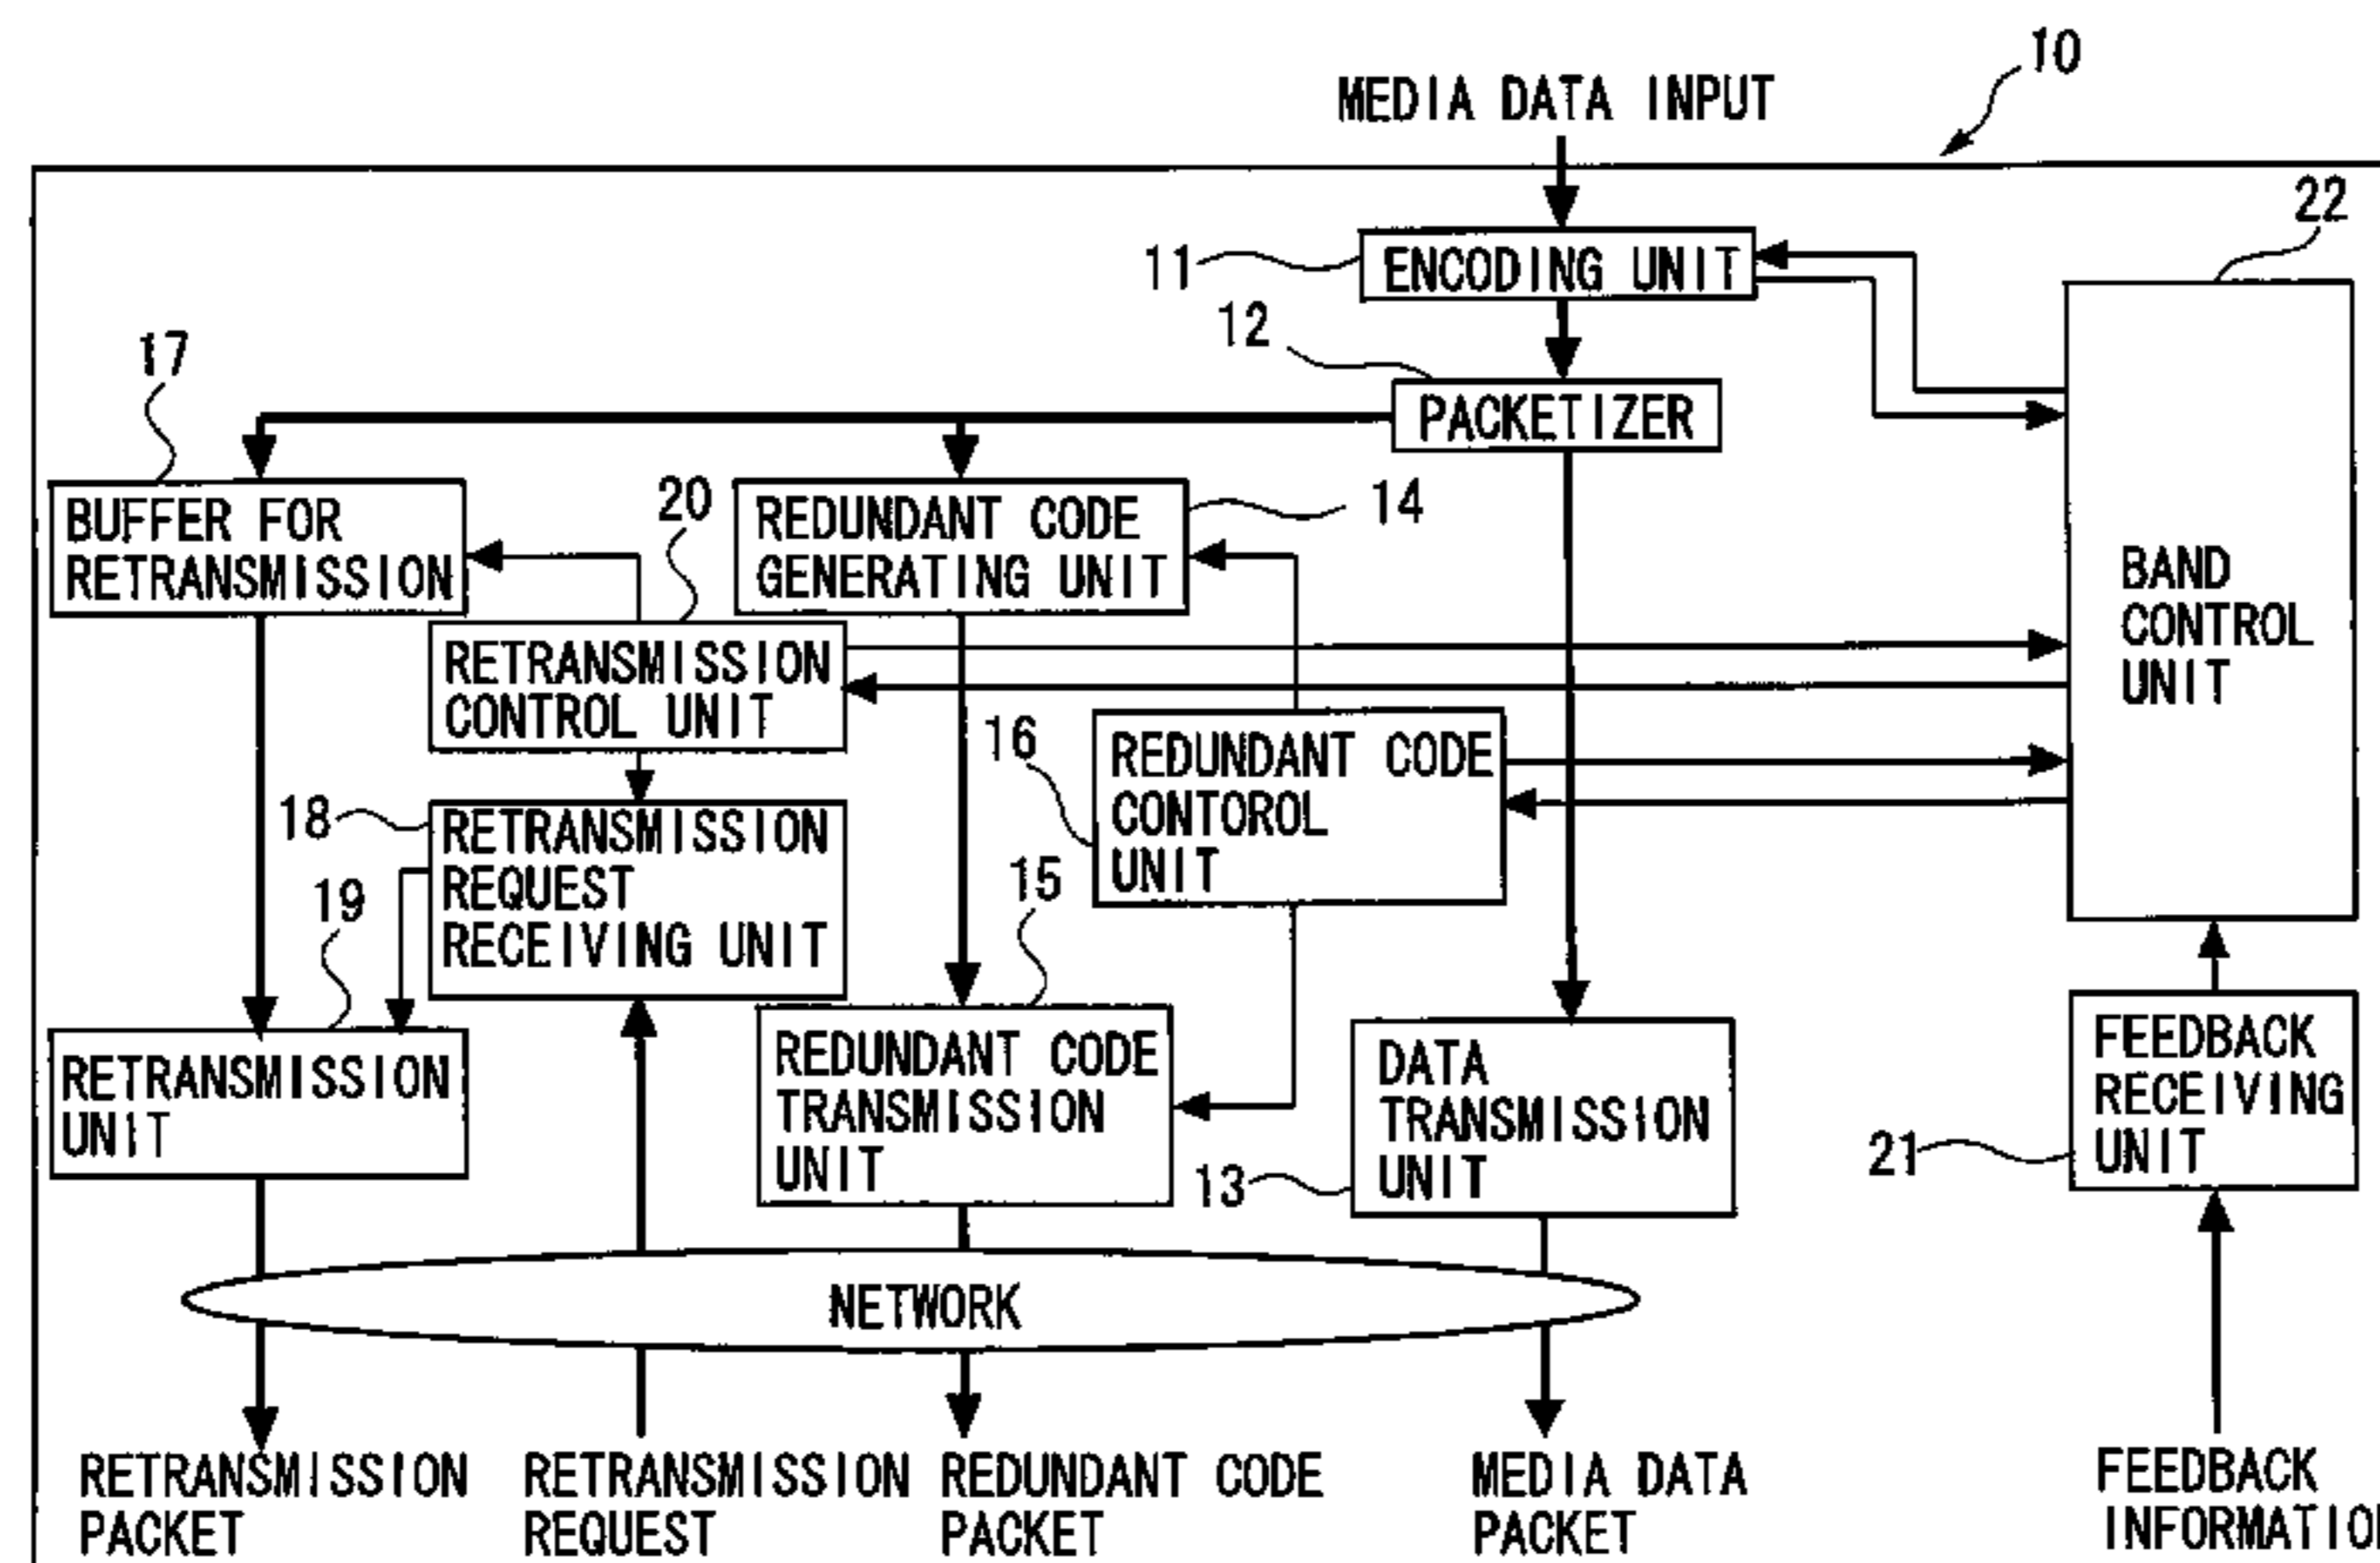 10
MEDIA DATA INPUT
22
11
ENCODING UNIT
12
17
PACKETIZER
BUFFER FOR
RETRANSMISSION
20
REDUNDANT CODE
GENERATING UNIT
14
BAND
CONTROL
UNIT
RETRANSMISSION
CONTROL UNIT
16
REDUNDANT CODE
CONTOROL
UNIT
18
RETRANSMISSION
REQUEST
RECEIVING UNIT
19
15
RETRANSMISSION
UNIT
REDUNDANT CODE
TRANSMISSION
UNIT
13
DATA
TRANSMISSION
UNIT
21
FEEDBACK
RECEIVING
UNIT
NETWORK
RETRANSMISSION
PACKET
RETRANSMISSION
REQUEST
REDUNDANT CODE
PACKET
MEDIA DATA
PACKET
FEEDBACK